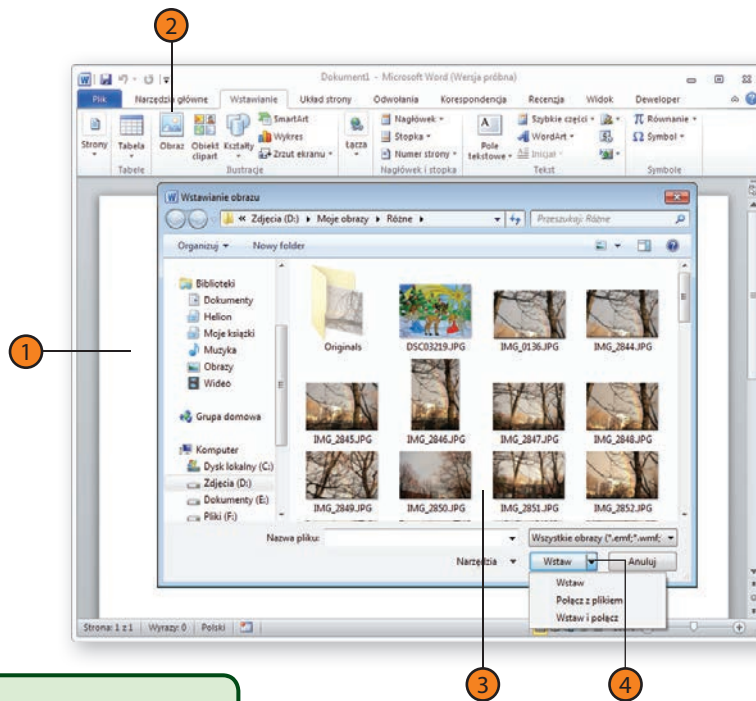 2
Dokument1 - Microsoft Word (Wersja próbna)
Plik Narzędzia główne Wstawianie Układ strony Odwołania Korespondencja Recenzja Widok Deweloper
Strony
Tabela
Obraz
Obiekt clipart
Kształty
SmartArt
Wykres
Zrzut ekranu
Łącza
Nagłówek
Stopka
Numer strony
Pole tekstowe
Szybkie części
WordArt
Inicjał
Równanie
Symbol
Tabele Ilustracje Nagłówek i stopka Tekst Symbole
Wstawianie obrazu
« Zdjęcia (D:) Moje obrazy Różne
Przeszukaj: Różne
Organizuj Nowy folder
Biblioteki
Dokumenty
Helion
Moje książki
Muzyka
Obrazy
Wideo
Grupa domowa
Komputer
Dysk lokalny (C:)
Zdjęcia (D:)
Dokumenty (E:)
Pliki (F:)
Originals DSC03219.JPG IMG_0136.JPG IMG_2844.JPG
1
IMG_2845.JPG IMG_2846.JPG IMG_2847.JPG IMG_2848.JPG
IMG_2849.JPG IMG_2850.JPG IMG_2851.JPG IMG_2852.JPG
Nazwa pliku:
Wszystkie obrazy (*.emf;*.wmf;
Narzędzia Wstaw Anuluj
Wstaw
Połącz z plikiem
Wstaw i połącz
Strona: 1 z 1 Wyrazy: 0 Polski
3 4